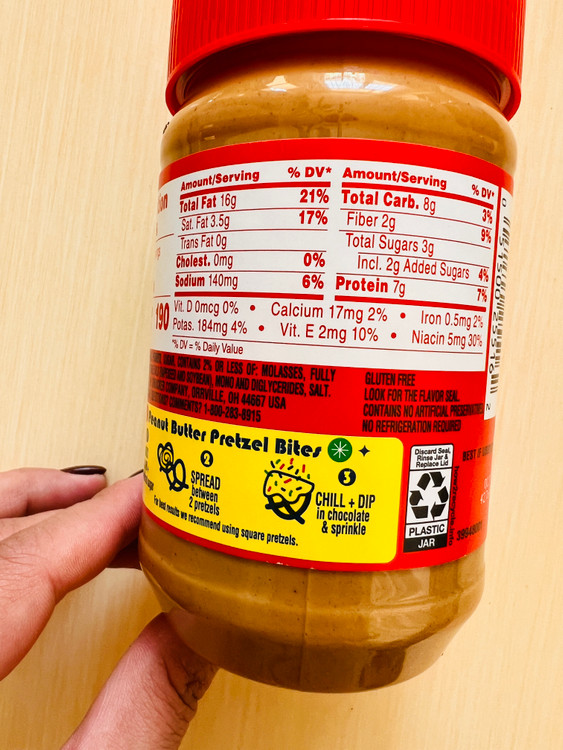 Amount/Serving % DV*
Total Fat 16g 21%
Sat. Fat 3.5g 17%
Trans Fat 0g
Cholest. 0mg 0%
Sodium 140mg 6%
Amount/Serving % DV*
Total Carb. 8g 3%
Fiber 2g 9%
Total Sugars 3g
Incl. 2g Added Sugars 4%
Protein 7g 7%
190
Vit. D 0mcg 0% • Calcium 17mg 2% • Iron 0.5mg 2%
Potas. 184mg 4% • Vit. E 2mg 10% • Niacin 5mg 30%
*% DV = % Daily Value
CONTAINS 2% OR LESS OF: MOLASSES, FULLY
AND SOYBEAN), MONO AND DIGLYCERIDES, SALT.
COMPANY, ORRVILLE, OH 44667 USA
COMMENTS? 1-800-283-8915
GLUTEN FREE
LOOK FOR THE FLAVOR SEAL.
CONTAINS NO ARTIFICIAL PRESERVATIVES
NO REFRIGERATION REQUIRED
Peanut Butter Pretzel Bites
2
SPREAD
between
2 pretzels
3
CHILL + DIP
in chocolate
& sprinkle
For best results we recommend using square pretzels.
Discard Seal,
Rinse Jar &
Replace Lid
PLASTIC
JAR
BEST IF